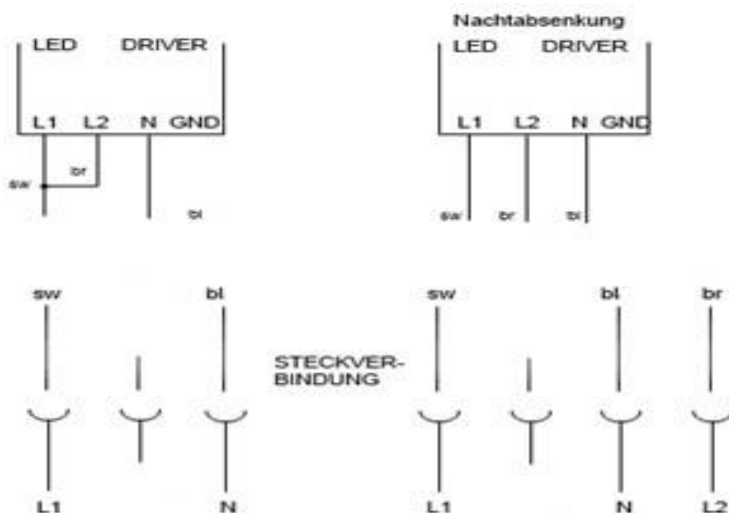 Nachtabsenkung
LED DRIVER
LED DRIVER
L1 L2 N GND
L1 L2 N GND
sw br bl
sw br bl
sw bl
sw bl br
STECKVER-
BINDUNG
L1 N
L1 N L2